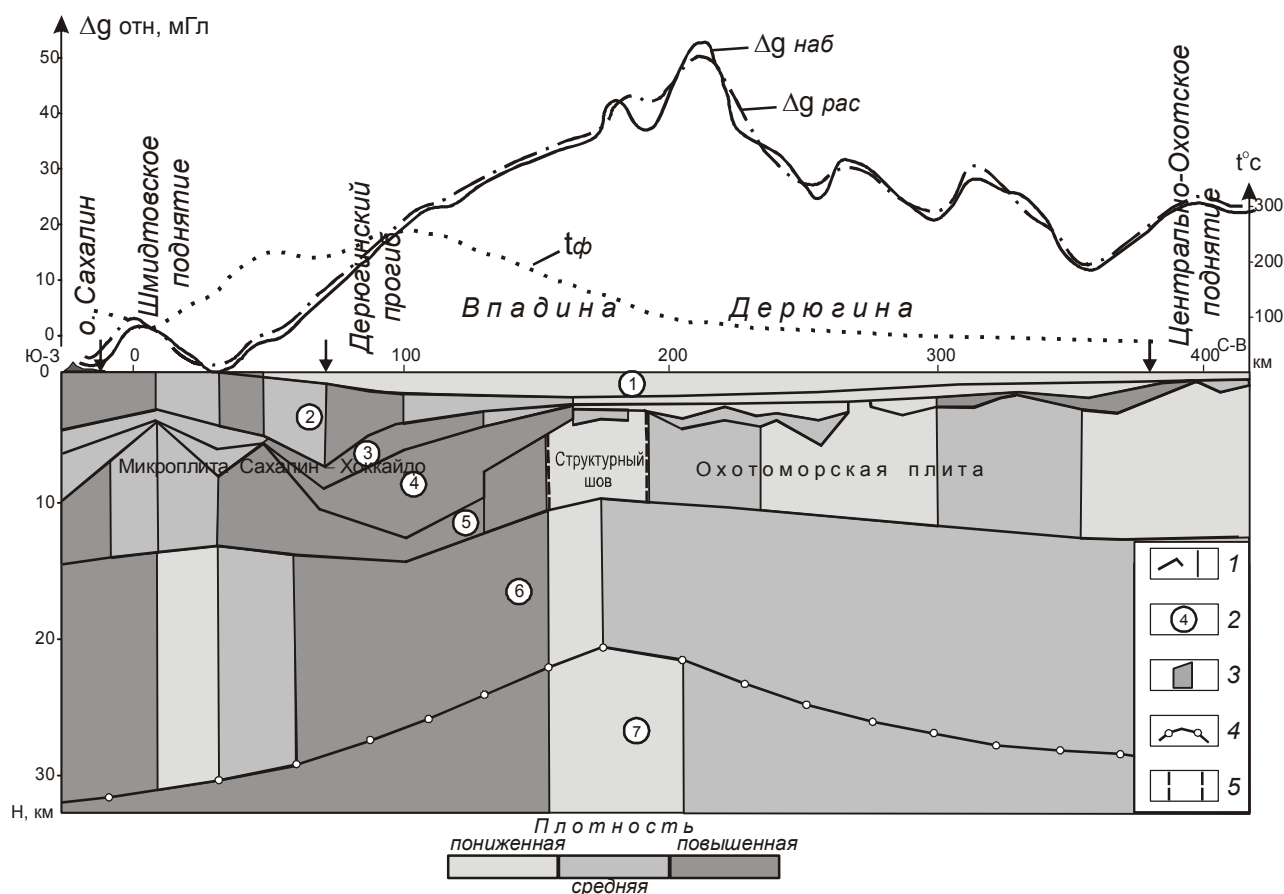 Δg отн, мГл
50
40
30
20
10
0
Δg наб
Δg рас
о. Сахалин
Шмидтовское
поднятие
Дерюгинский
прогиб
Центрально-Охотское
поднятие
t°c
300
200
100
tф
Впадина Дерюгина
Ю-З
0
100
200
300
400
С-В
км
0
10
20
30
Н, км
1
2
3
4
5
6
7
Микроплита Сахалин – Хоккайдо
Структурный
шов
Охотоморская плита
1
4 2
3
4
5
Плотность
пониженная повышенная
средняя